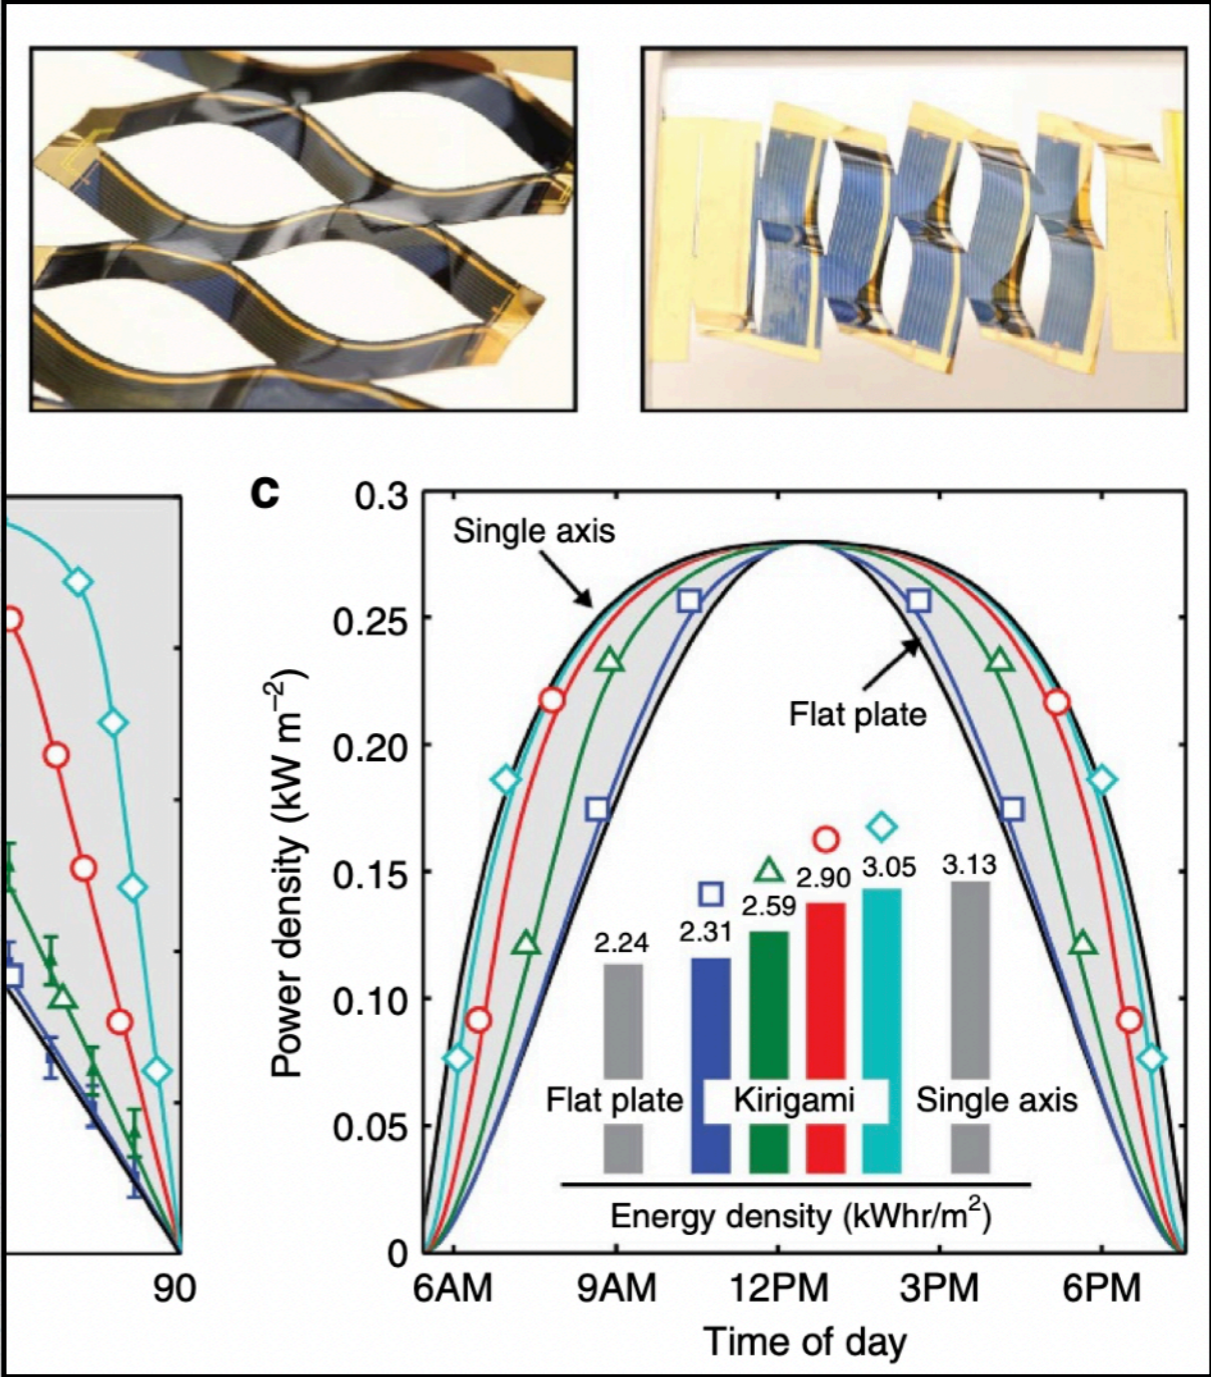 c
0.3
0.25
0.20
0.15
0.10
0.05
0
Power density (kW m⁻²)
Single axis
Flat plate
2.24
2.31
2.59
2.90
3.05
3.13
Flat plate
Kirigami
Single axis
Energy density (kWhr/m²)
90
6AM
9AM
12PM
3PM
6PM
Time of day